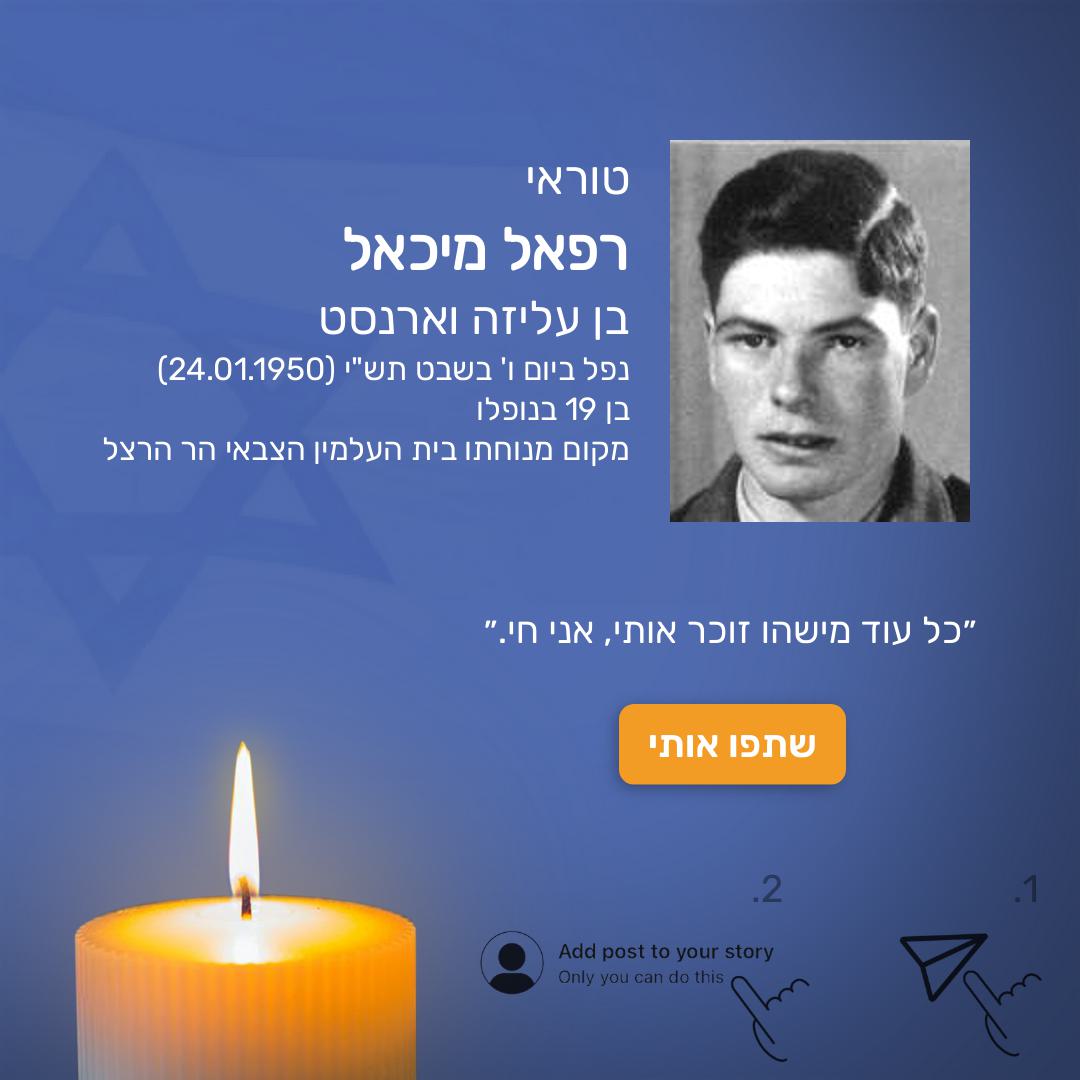 טוראי
רפאל מיכאל
בן עליזה וארנסט
נפל ביום ו' בשבט תש"י (24.01.1950)
בן 19 בנופלו
מקום מנוחתו בית העלמין הצבאי הר הרצל
״כל עוד מישהו זוכר אותי, אני חי.״
שתפו אותי
.1
.2
Add post to your story
Only you can do this